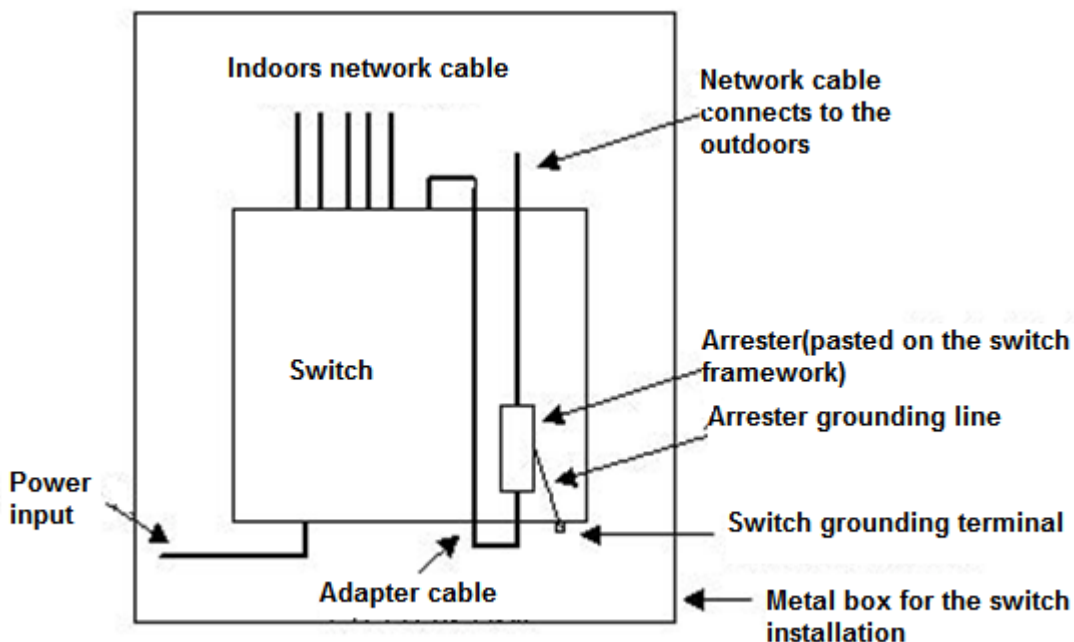 Indoors network cable
Network cable
connects to the
outdoors
Switch
Arrester(pasted on the switch
framework)
Arrester grounding line
Power
input
Switch grounding terminal
Adapter cable
Metal box for the switch
installation